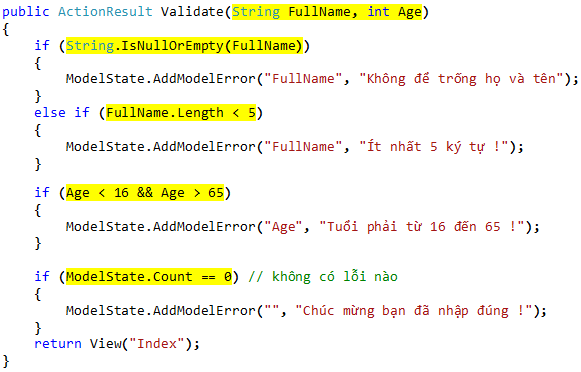 public ActionResult Validate(String FullName, int Age)
{
    if (String.IsNullOrEmpty(FullName))
    {
        ModelState.AddModelError("FullName", "Không để trống họ và tên");
    }
    else if (FullName.Length < 5)
    {
        ModelState.AddModelError("FullName", "Ít nhất 5 ký tự !");
    }

    if (Age < 16 && Age > 65)
    {
        ModelState.AddModelError("Age", "Tuổi phải từ 16 đến 65 !");
    }

    if (ModelState.Count == 0) // không có lỗi nào
    {
        ModelState.AddModelError("", "Chúc mừng bạn đã nhập đúng !");
    }
    return View("Index");
}